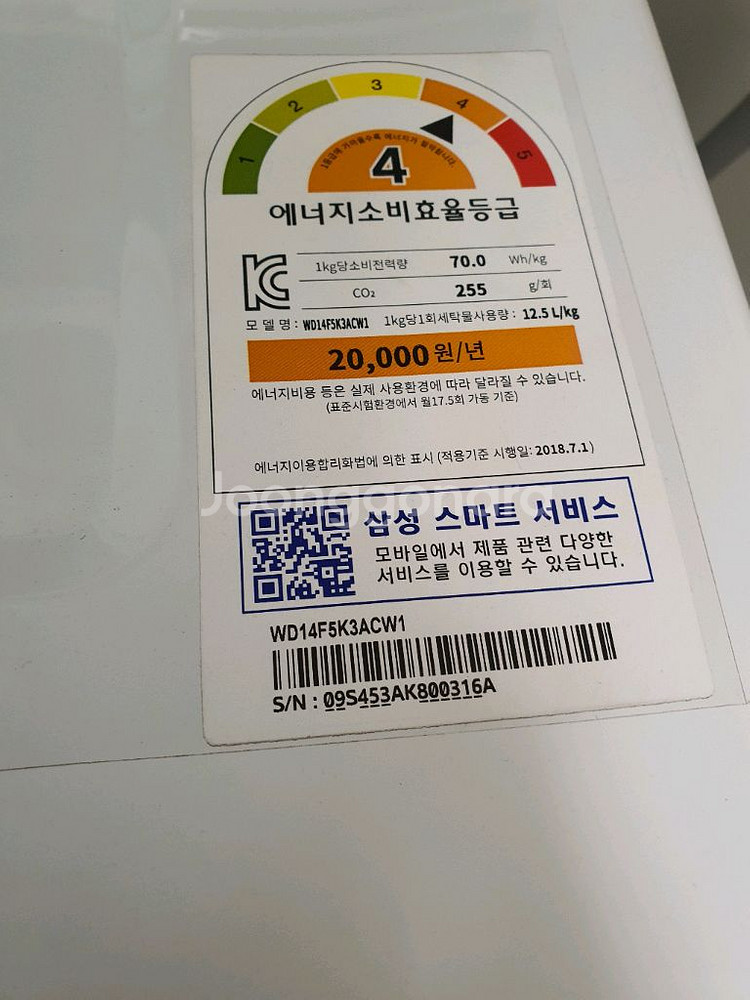 1 2 3 4 5
1등급에 가까울수록 에너지가 절약됩니다.
4
에너지소비효율등급
KC
1kg당소비전력량 70.0 Wh/kg
CO₂ 255 g/회
모 델 명 : WD14F5K3ACW1 1kg당1회세탁물사용량 : 12.5 L/kg
20,000원/년
에너지비용 등은 실제 사용환경에 따라 달라질 수 있습니다.
(표준시험환경에서 월17.5회 가동 기준)
에너지이용합리화법에 의한 표시 (적용기준 시행일: 2018.7.1)
Joongoonara
삼성 스마트 서비스
모바일에서 제품 관련 다양한
서비스를 이용할 수 있습니다.
WD14F5K3ACW1
S/N : 09S453AK800316A